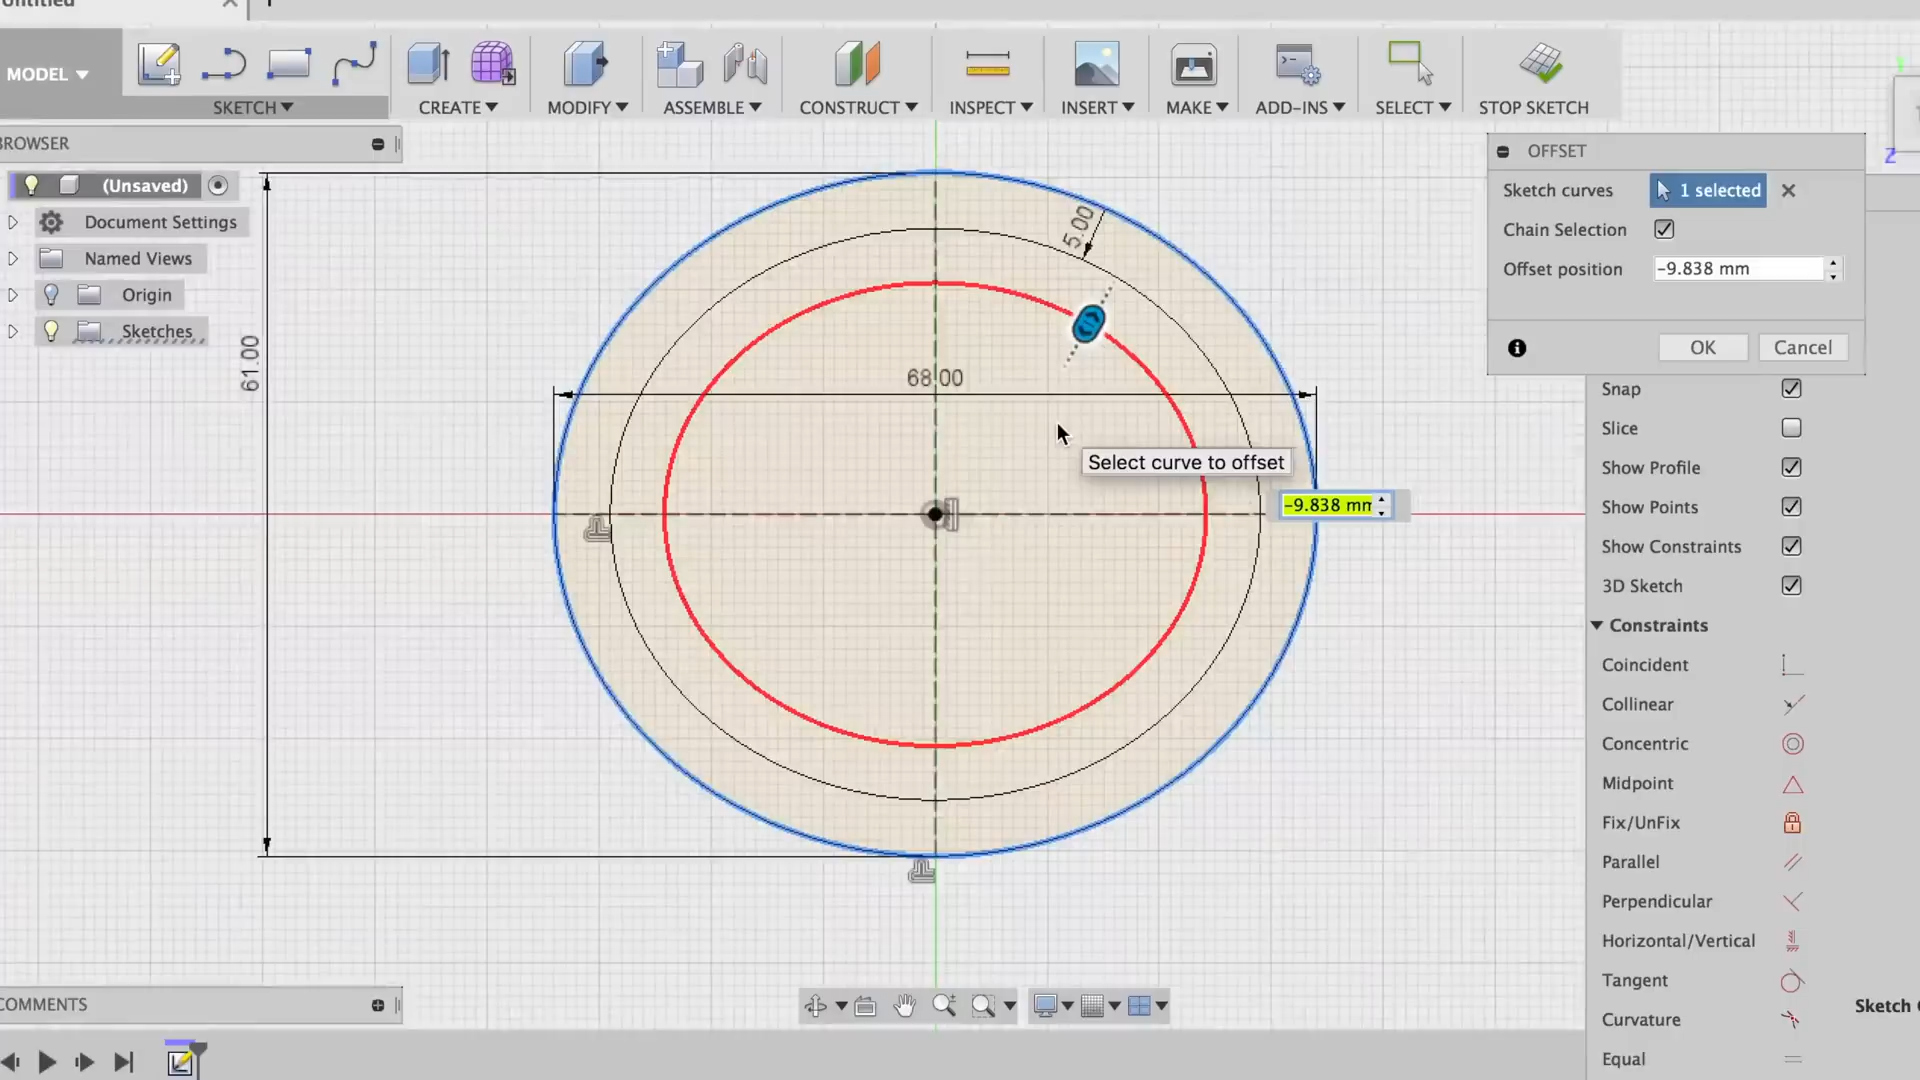 Untitled
MODEL
SKETCH
CREATE
MODIFY
ASSEMBLE
CONSTRUCT
INSPECT
INSERT
MAKE
ADD-INS
SELECT
STOP SKETCH
BROWSER
(Unsaved)
Document Settings
Named Views
Origin
Sketches
61.00
68.00
5.00
Select curve to offset
-9.838 mm
OFFSET
Sketch curves 1 selected
Chain Selection
Offset position -9.838 mm
OK Cancel
Snap
Slice
Show Profile
Show Points
Show Constraints
3D Sketch
Constraints
Coincident
Collinear
Concentric
Midpoint
Fix/UnFix
Parallel
Perpendicular
Horizontal/Vertical
Tangent
Curvature
Equal
Z
Sketch
COMMENTS